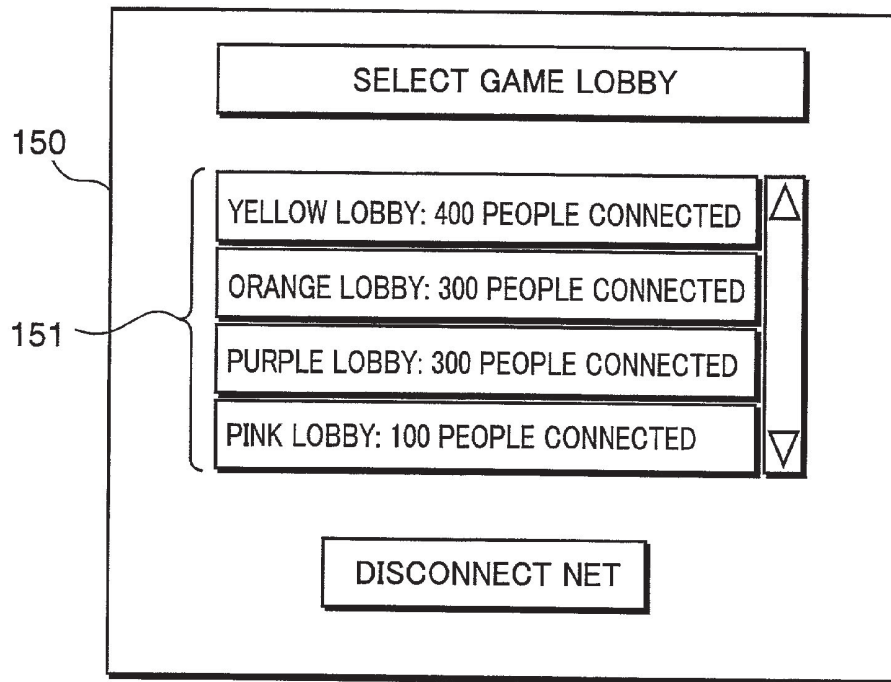 SELECT GAME LOBBY
150
YELLOW LOBBY: 400 PEOPLE CONNECTED
ORANGE LOBBY: 300 PEOPLE CONNECTED
151
PURPLE LOBBY: 300 PEOPLE CONNECTED
PINK LOBBY: 100 PEOPLE CONNECTED
DISCONNECT NET